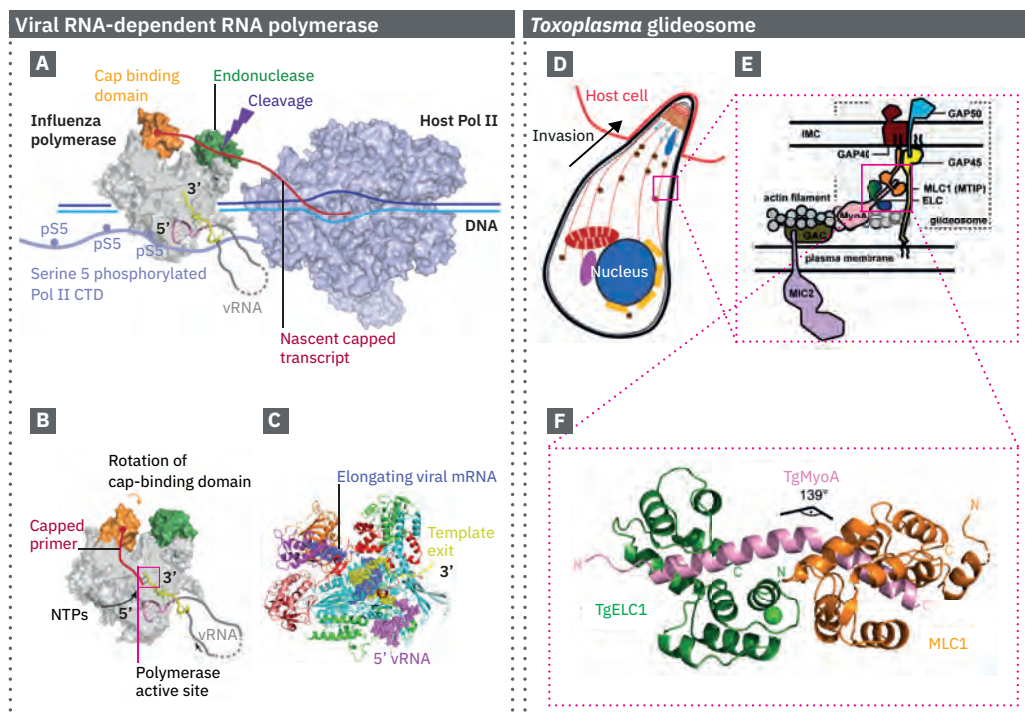 Viral RNA-dependent RNA polymerase
A
Cap binding
domain
Endonuclease
Cleavage
Influenza
polymerase
Host Pol II
3’
5’
DNA
pS5
pS5
pS5
Serine 5 phosphorylated
Pol II CTD
vRNA
Nascent capped
transcript
B
Rotation of
cap-binding domain
Capped
primer
3’
NTPs
5’
vRNA
Polymerase
active site
C
Elongating viral mRNA
Template
exit
3’
5’ vRNA
Toxoplasma glideosome
D
Host cell
Invasion
Nucleus
E
GAP50
IMC
GAP40
GAP45
MLC1 (MTIP)
ELC
actin filament
MyoA
glideosome
GAC
plasma membrane
MIC2
F
TgMyoA
139°
N
N
C
N
C
C
TgELC1
MLC1